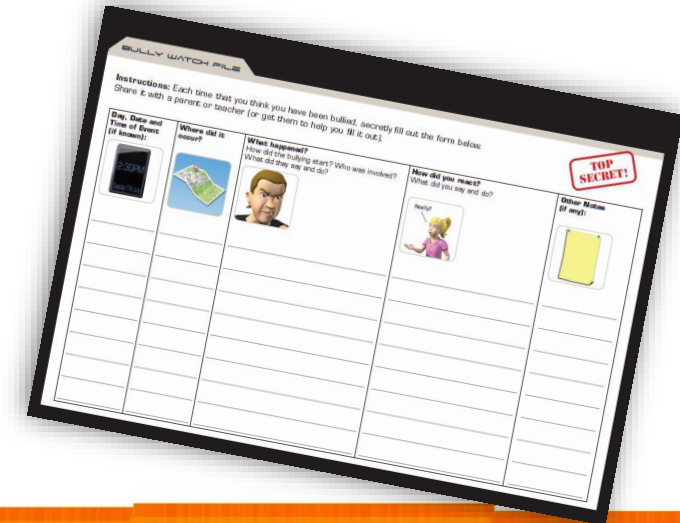 BULLY WATCH FILE
Instructions: Each time that you think you have been bullied, secretly fill out the form below.
Share it with a parent or teacher (or get them to help you fill it out).
TOP
SECRET!
Day, Date and
Time of Event
(if known):
2:30PM
Where did it
occur?
What happened?
How did the bullying start? Who was involved?
What did they say and do?
How did you react?
What did you say and do?
Really?
Other Notes
(if any):